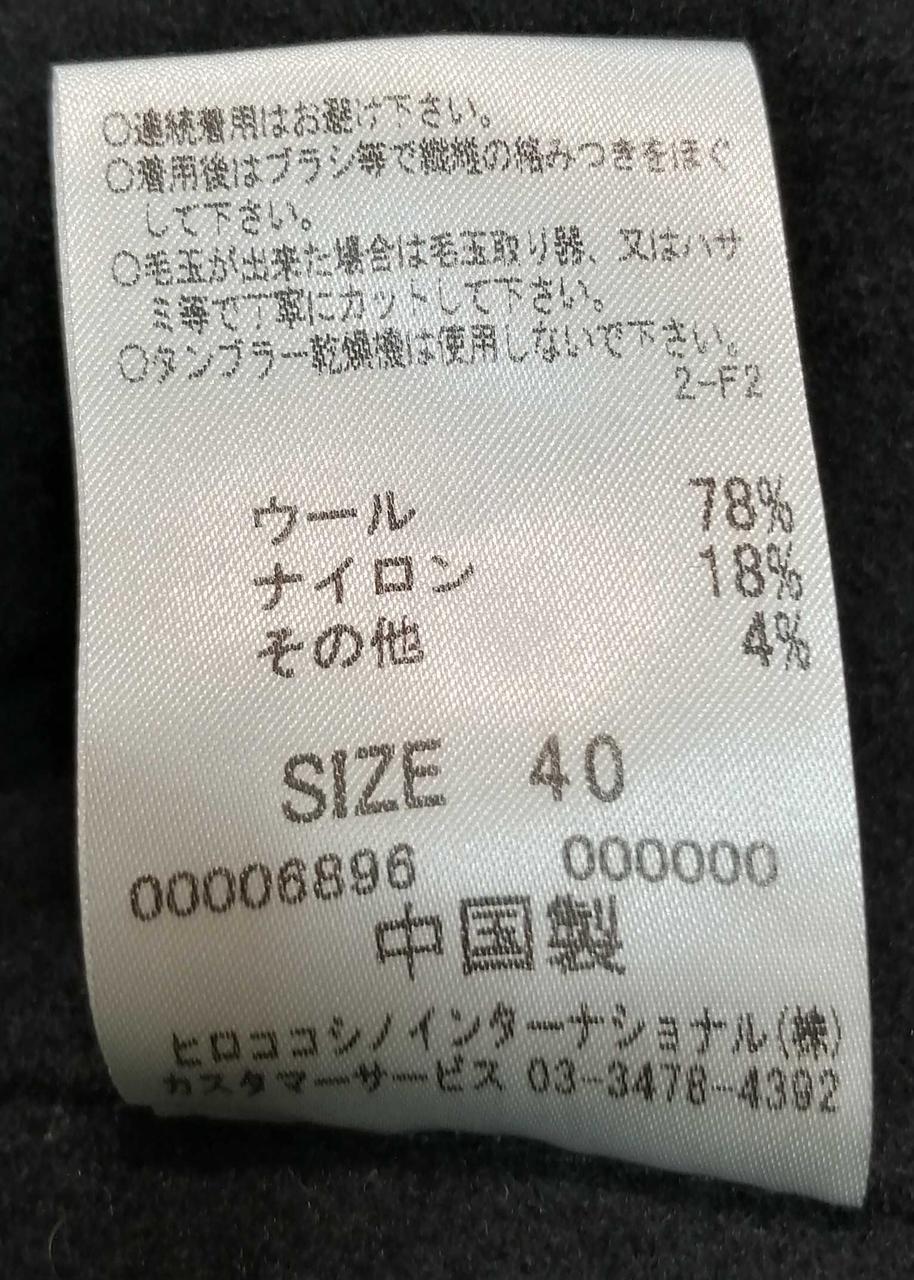 ○連続着用はお避け下さい。
○着用後はブラシ等で繊維の絡みつきをほぐ
して下さい。
○毛玉が出来た場合は毛玉取り器、又はハサ
ミ等で丁寧にカットして下さい。
○タンブラー乾燥機は使用しないで下さい。
2-F2
ウール 78%
ナイロン 18%
その他 4%
SIZE 40
00006896 000000
中国製
ヒロココシノインターナショナル(株)
カスタマーサービス 03-3478-4392